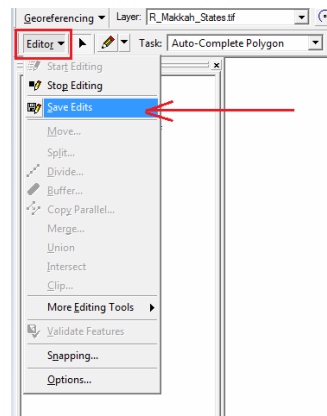 Georeferencing Layer: R_Makkah_States.tif
Editor Task: Auto-Complete Polygon
Start Editing
Stop Editing
Save Edits
Move...
Split...
Divide...
Buffer...
Copy Parallel...
Merge...
Union
Intersect
Clip...
More Editing Tools
Validate Features
Snapping...
Options...